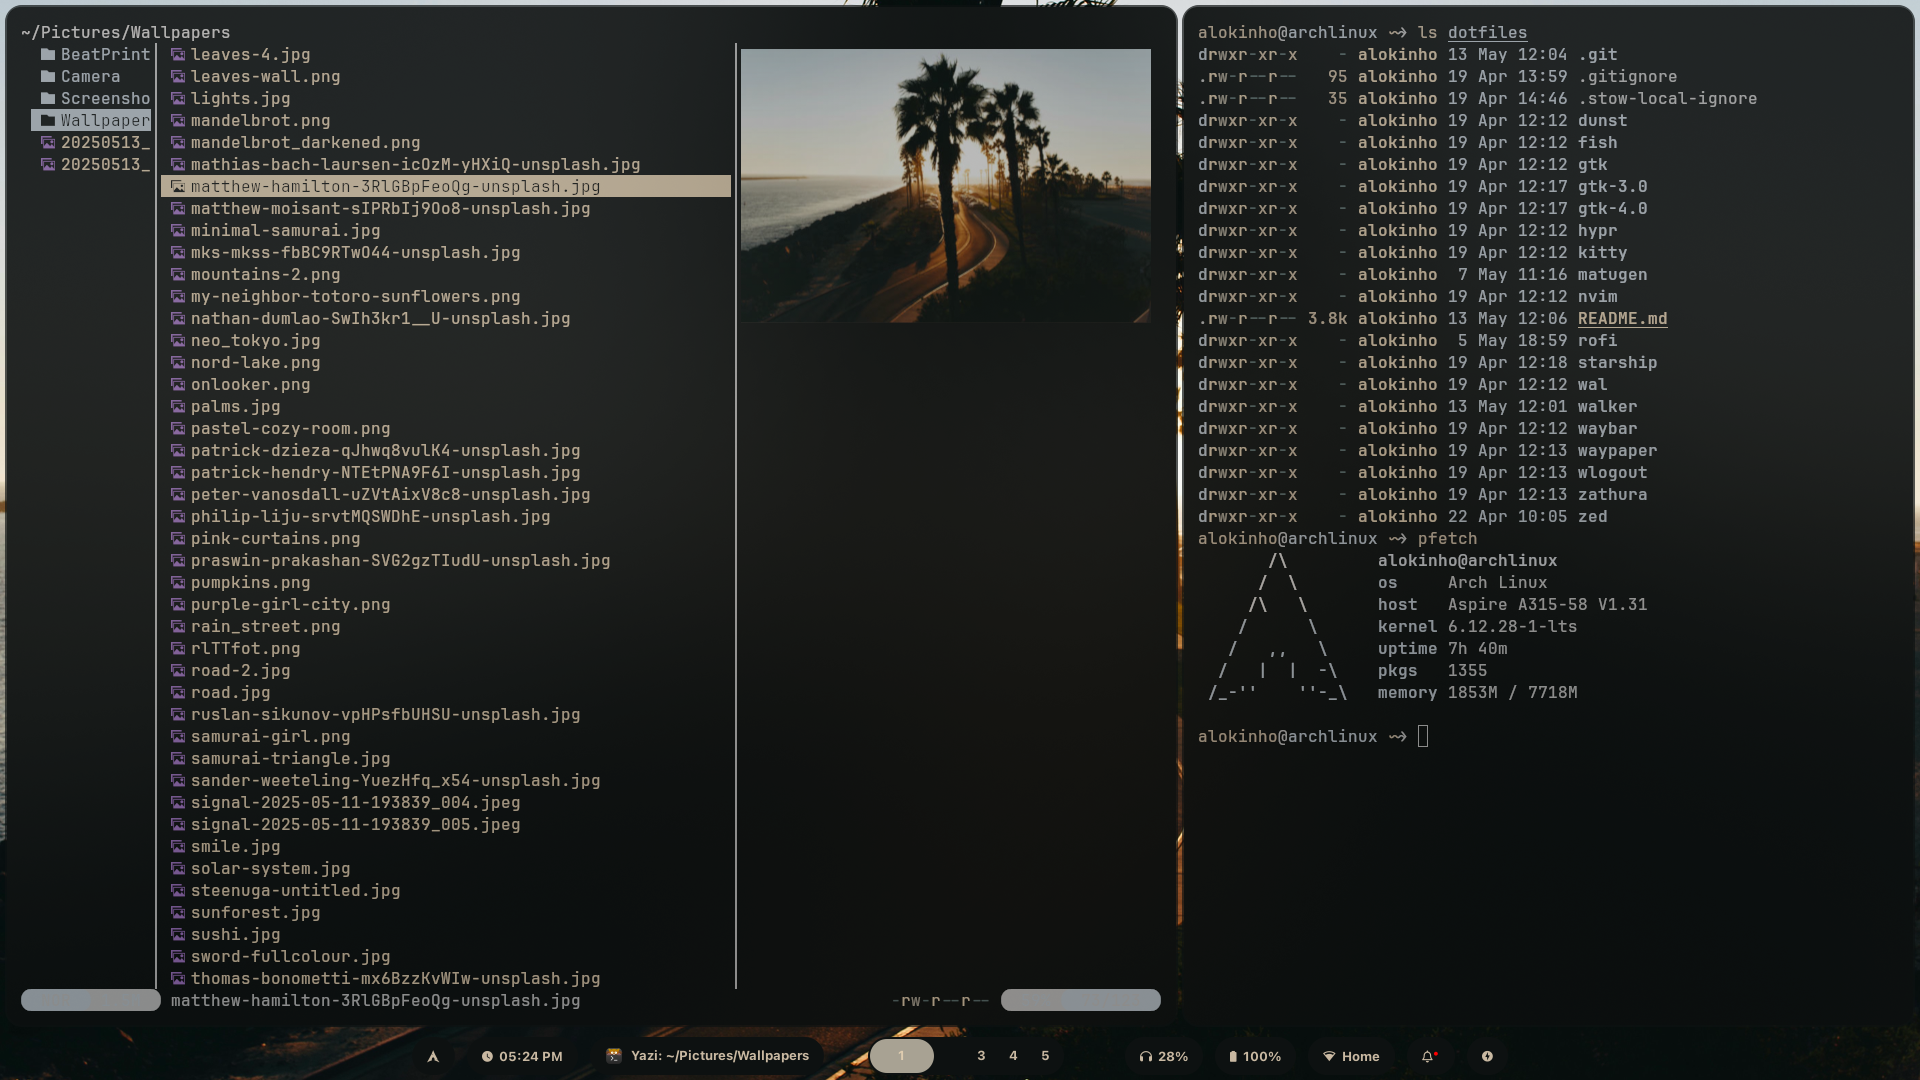 ~/Pictures/Wallpapers
BeatPrint
Camera
Screensho
Wallpaper
20250513_
20250513_
leaves-4.jpg
leaves-wall.png
lights.jpg
mandelbrot.png
mandelbrot_darkened.png
mathias-bach-laursen-icOzM-yHXiQ-unsplash.jpg
matthew-hamilton-3RlGBpFeoQg-unsplash.jpg
matthew-moisant-sIPRbIj9Oo8-unsplash.jpg
minimal-samurai.jpg
mks-mkss-fbBC9RTwO44-unsplash.jpg
mountains-2.png
my-neighbor-totoro-sunflowers.png
nathan-dumlao-SwIh3kr1__U-unsplash.jpg
neo_tokyo.jpg
nord-lake.png
onlooker.png
palms.jpg
pastel-cozy-room.png
patrick-dzieza-qJhwq8vulK4-unsplash.jpg
patrick-hendry-NTEtPNA9F6I-unsplash.jpg
peter-vanosdall-uZVtAixV8c8-unsplash.jpg
philip-liju-srvtMQSWDhE-unsplash.jpg
pink-curtains.png
praswin-prakashan-SVG2gzTIudU-unsplash.jpg
pumpkins.png
purple-girl-city.png
rain_street.png
rlTTfot.png
road-2.jpg
road.jpg
ruslan-sikunov-vpHPsfbUHSU-unsplash.jpg
samurai-girl.png
samurai-triangle.jpg
sander-weeteling-YuezHfq_x54-unsplash.jpg
signal-2025-05-11-193839_004.jpeg
signal-2025-05-11-193839_005.jpeg
smile.jpg
solar-system.jpg
steenuga-untitled.jpg
sunforest.jpg
sushi.jpg
sword-fullcolour.jpg
thomas-bonometti-mx6BzzKvWIw-unsplash.jpg
matthew-hamilton-3RlGBpFeoQg-unsplash.jpg -rw-r--r--
alokinho@archlinux ⇝ ls dotfiles
drwxr-xr-x - alokinho 13 May 12:04 .git
.rw-r--r-- 95 alokinho 19 Apr 13:59 .gitignore
.rw-r--r-- 35 alokinho 19 Apr 14:46 .stow-local-ignore
drwxr-xr-x - alokinho 19 Apr 12:12 dunst
drwxr-xr-x - alokinho 19 Apr 12:12 fish
drwxr-xr-x - alokinho 19 Apr 12:12 gtk
drwxr-xr-x - alokinho 19 Apr 12:17 gtk-3.0
drwxr-xr-x - alokinho 19 Apr 12:17 gtk-4.0
drwxr-xr-x - alokinho 19 Apr 12:12 hypr
drwxr-xr-x - alokinho 19 Apr 12:12 kitty
drwxr-xr-x - alokinho 7 May 11:16 matugen
drwxr-xr-x - alokinho 19 Apr 12:12 nvim
.rw-r--r-- 3.8k alokinho 13 May 12:06 README.md
drwxr-xr-x - alokinho 5 May 18:59 rofi
drwxr-xr-x - alokinho 19 Apr 12:18 starship
drwxr-xr-x - alokinho 19 Apr 12:12 wal
drwxr-xr-x - alokinho 13 May 12:01 walker
drwxr-xr-x - alokinho 19 Apr 12:12 waybar
drwxr-xr-x - alokinho 19 Apr 12:13 waypaper
drwxr-xr-x - alokinho 19 Apr 12:13 wlogout
drwxr-xr-x - alokinho 19 Apr 12:13 zathura
drwxr-xr-x - alokinho 22 Apr 10:05 zed
alokinho@archlinux ⇝ pfetch
/\ alokinho@archlinux
/ \ os Arch Linux
/\ \ host Aspire A315-58 V1.31
/ \ kernel 6.12.28-1-lts
/ ,, \ uptime 7h 40m
/ | | -\ pkgs 1355
/_-'' ''-_\ memory 1853M / 7718M
alokinho@archlinux ⇝
05:24 PM Yazi: ~/Pictures/Wallpapers 1 3 4 5 28% 100% Home